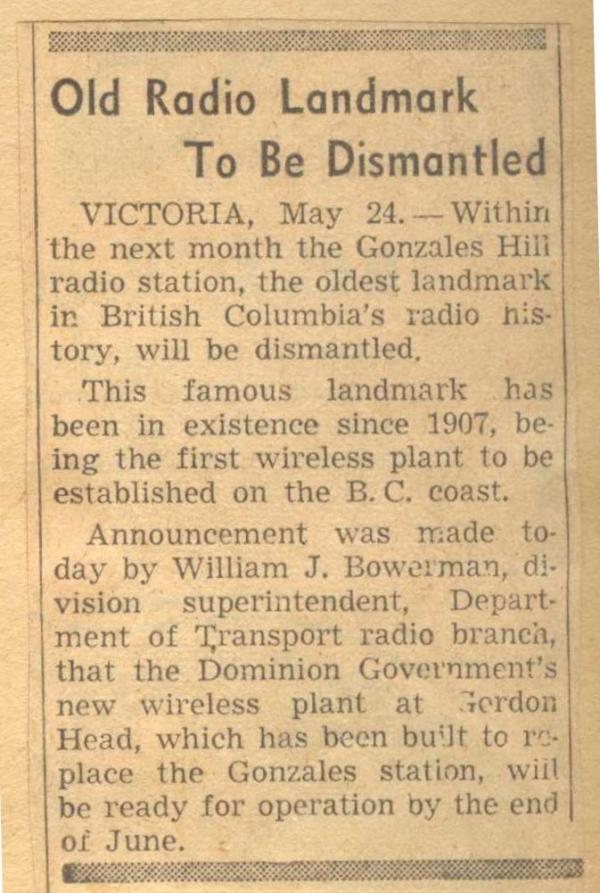 Old Radio Landmark
To Be Dismantled
VICTORIA, May 24. — Within
the next month the Gonzales Hill
radio station, the oldest landmark
in British Columbia's radio his-
tory, will be dismantled.
This famous landmark has
been in existence since 1907, be-
ing the first wireless plant to be
established on the B. C. coast.
Announcement was made to-
day by William J. Bowerman, di-
vision superintendent, Depart-
ment of Transport radio branch,
that the Dominion Government's
new wireless plant at Gordon
Head, which has been built to re-
place the Gonzales station, will
be ready for operation by the end
of June.